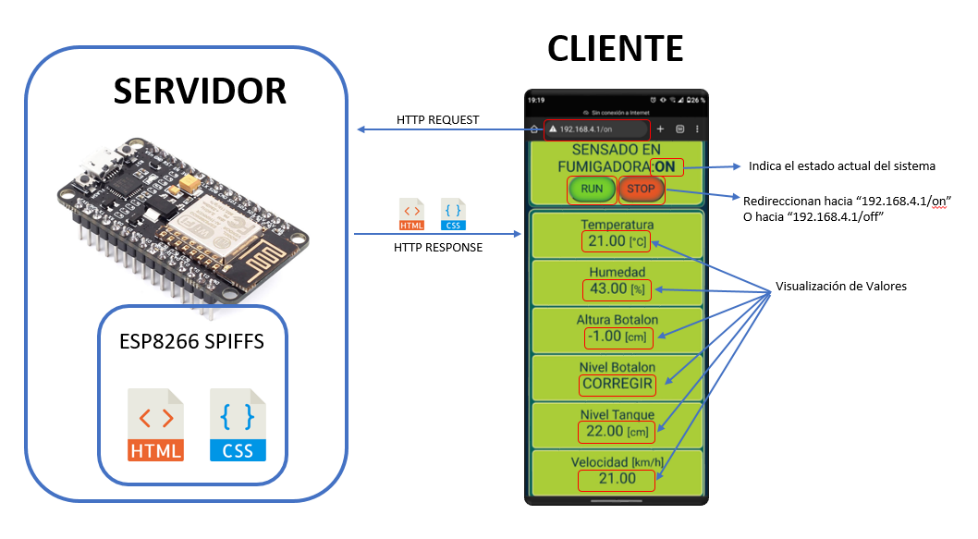 CLIENTE
SERVIDOR
19:19
26 %
Sin conexión a Internet
HTTP REQUEST
192.168.4.1/on
SENSADO EN
FUMIGADORA:ON
Indica el estado actual del sistema
RUN
STOP
Redireccionan hacia “192.168.4.1/on”
O hacia “192.168.4.1/off”
HTML
CSS
HTTP RESPONSE
Temperatura
21.00 [°C]
Humedad
43.00 [%]
Visualización de Valores
Altura Botalon
-1.00 [cm]
ESP8266 SPIFFS
Nivel Botalon
CORREGIR
Nivel Tanque
22.00 [cm]
HTML
CSS
Velocidad [km/h]
21.00